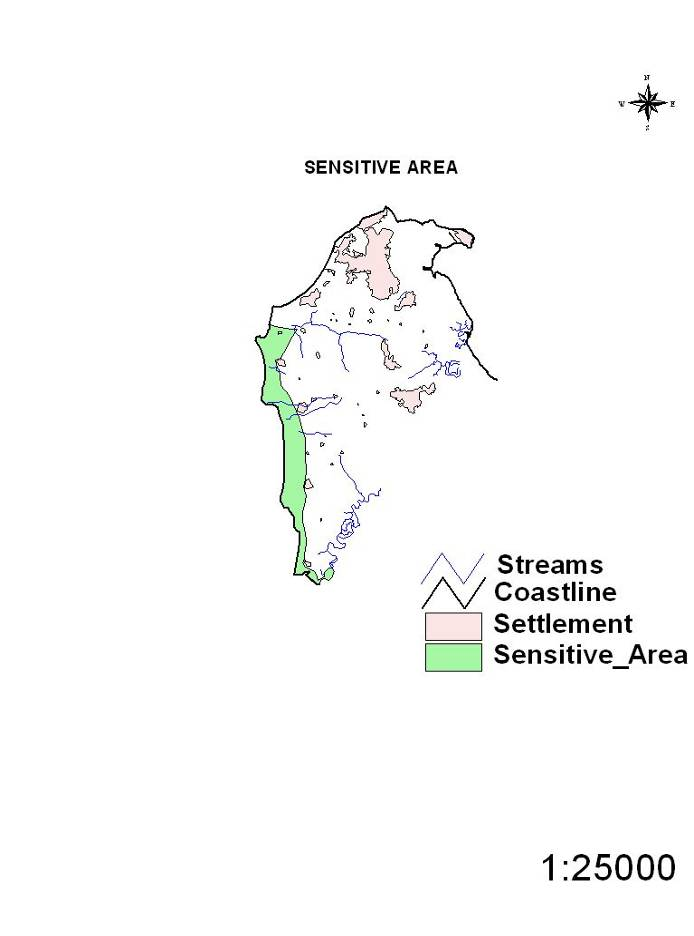 N
W E
S
SENSITIVE AREA
Streams
Coastline
Settlement
Sensitive_Area
1:25000